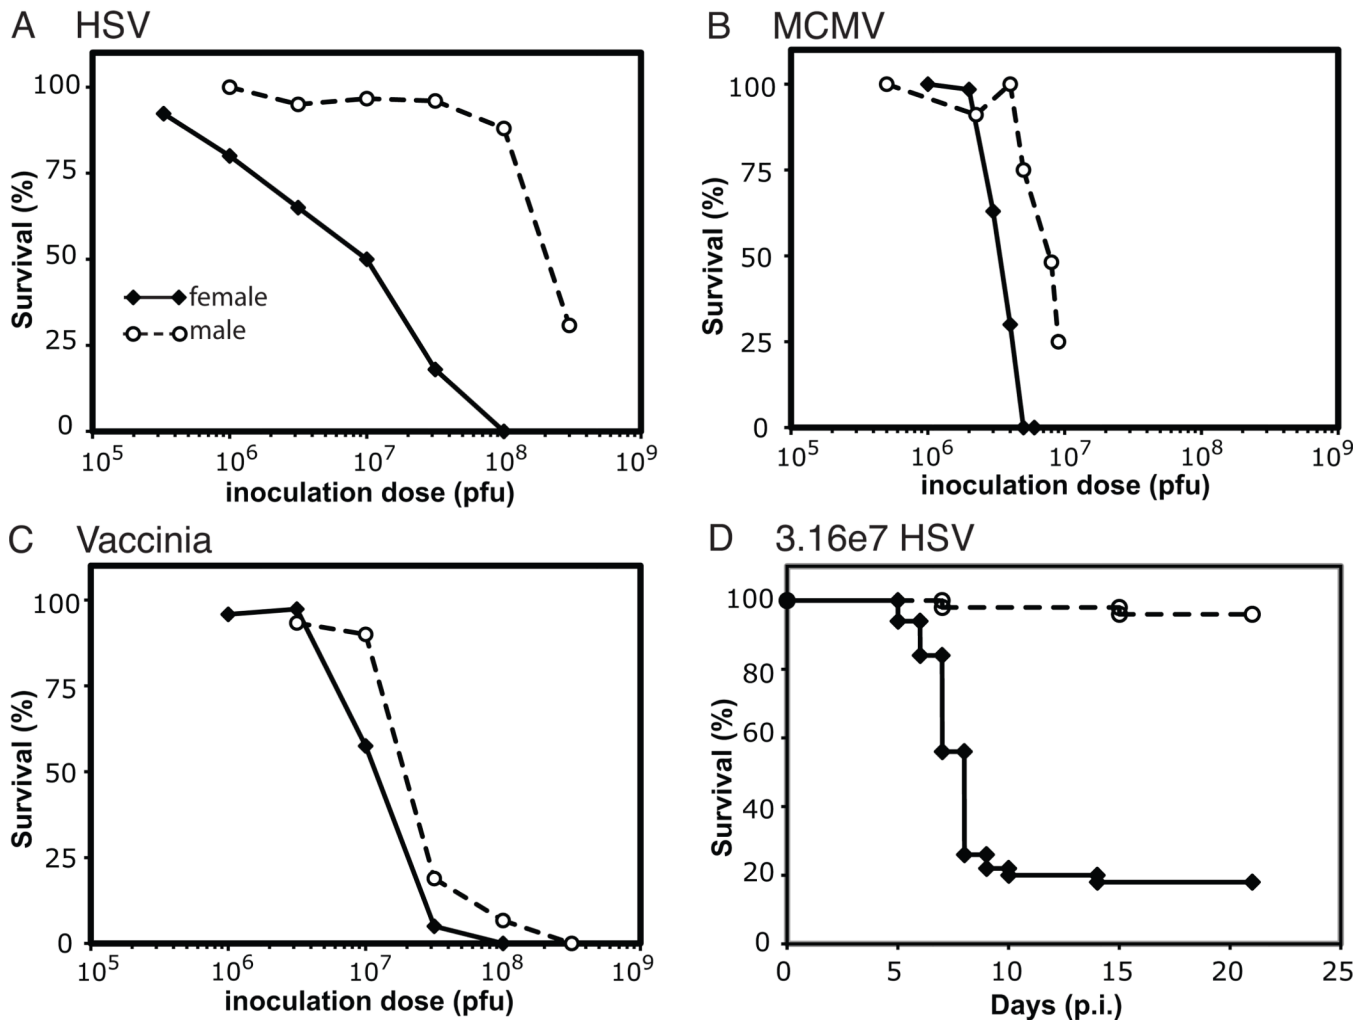 A HSV
Survival (%)
100
75
50
25
0
female
male
10^5 10^6 10^7 10^8 10^9
inoculation dose (pfu)
B MCMV
Survival (%)
100
75
50
25
0
10^5 10^6 10^7 10^8 10^9
inoculation dose (pfu)
C Vaccinia
Survival (%)
100
75
50
25
0
10^5 10^6 10^7 10^8 10^9
inoculation dose (pfu)
D 3.16e7 HSV
Survival (%)
100
80
60
40
20
0
0 5 10 15 20 25
Days (p.i.)